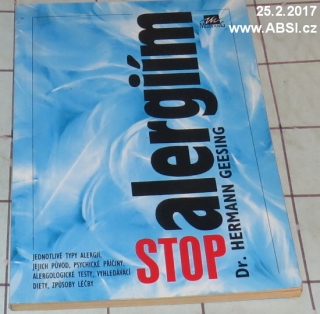 25.2.2017
www.ABSI.cz
STOP alergiím
Dr. HERMANN GEESING
JEDNOTLIVÉ TYPY ALERGIÍ,
JEJICH PŮVOD, PSYCHICKÉ PŘÍČINY,
ALERGOLOGICKÉ TESTY, VYHLEDÁVACÍ
DIETY, ZPŮSOBY LÉČBY